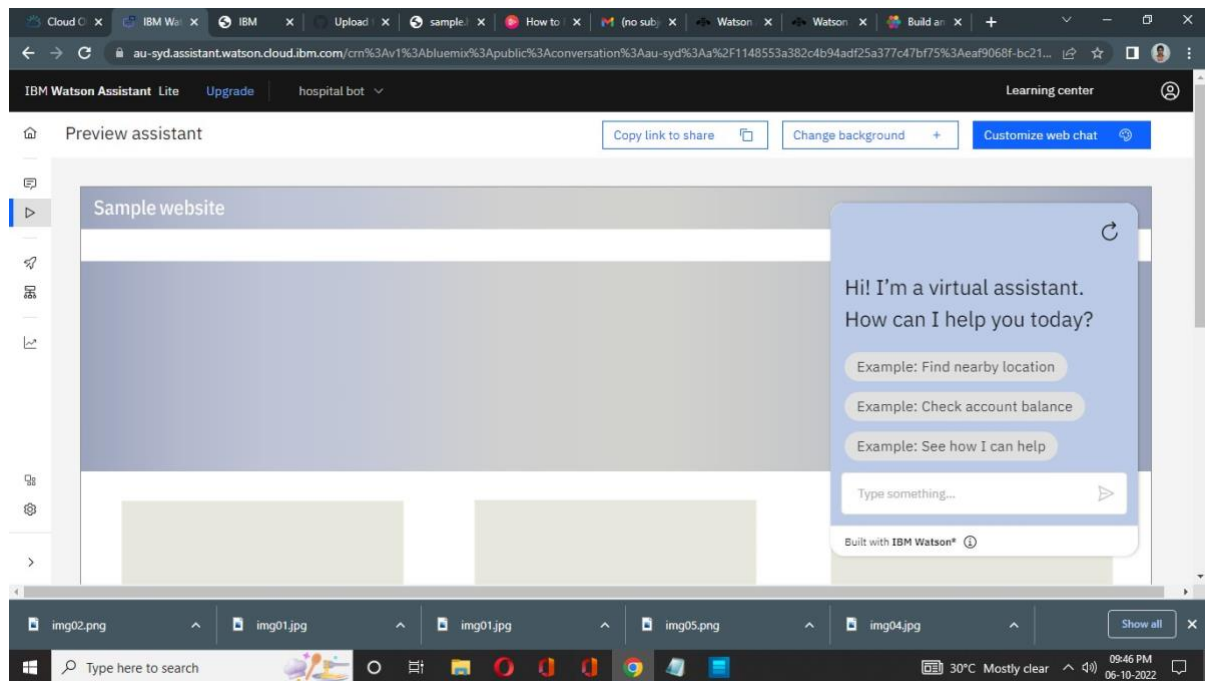 Cloud O
IBM Wat
IBM
Upload
sample.
How to
(no subj
Watson
Watson
Build an
au-syd.assistant.watson.cloud.ibm.com/crn%3Av1%3Abluemix%3Apublic%3Aconversation%3Aau-syd%3Aa%2F1148553a382c4b94adf25a377c47bf75%3Aeaf9068f-bc21...
IBM Watson Assistant Lite Upgrade hospital bot Learning center
Preview assistant Copy link to share Change background + Customize web chat
Sample website
Hi! I'm a virtual assistant.
How can I help you today?
Example: Find nearby location
Example: Check account balance
Example: See how I can help
Type something...
Built with IBM Watson®
img02.png img01.jpg img01.jpg img05.png img04.jpg Show all
Type here to search 30°C Mostly clear 09:46 PM
06-10-2022